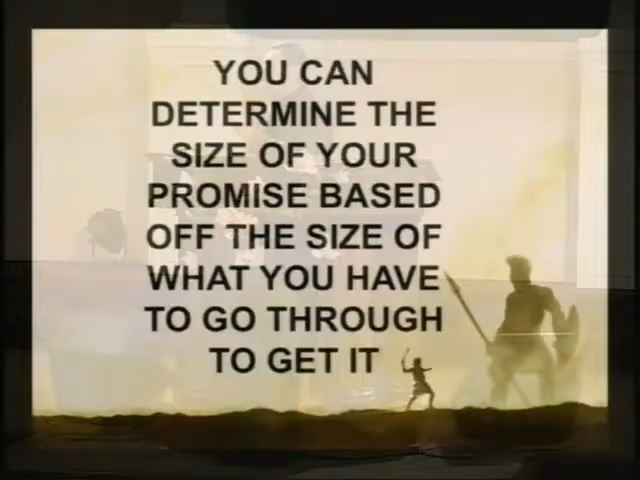 YOU CAN
DETERMINE THE
SIZE OF YOUR
PROMISE BASED
OFF THE SIZE OF
WHAT YOU HAVE
TO GO THROUGH
TO GET IT